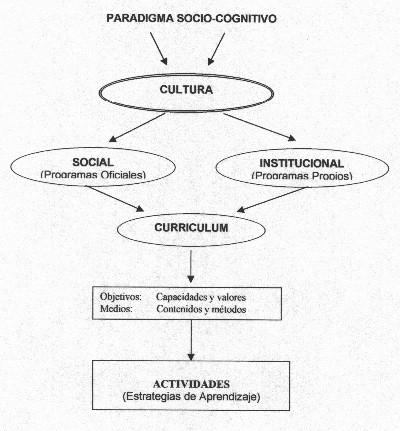 PARADIGMA SOCIO-COGNITIVO
CULTURA
SOCIAL
(Programas Oficiales)
INSTITUCIONAL
(Programas Propios)
CURRICULUM
Objetivos: Capacidades y valores
Medios: Contenidos y métodos
ACTIVIDADES
(Estrategias de Aprendizaje)